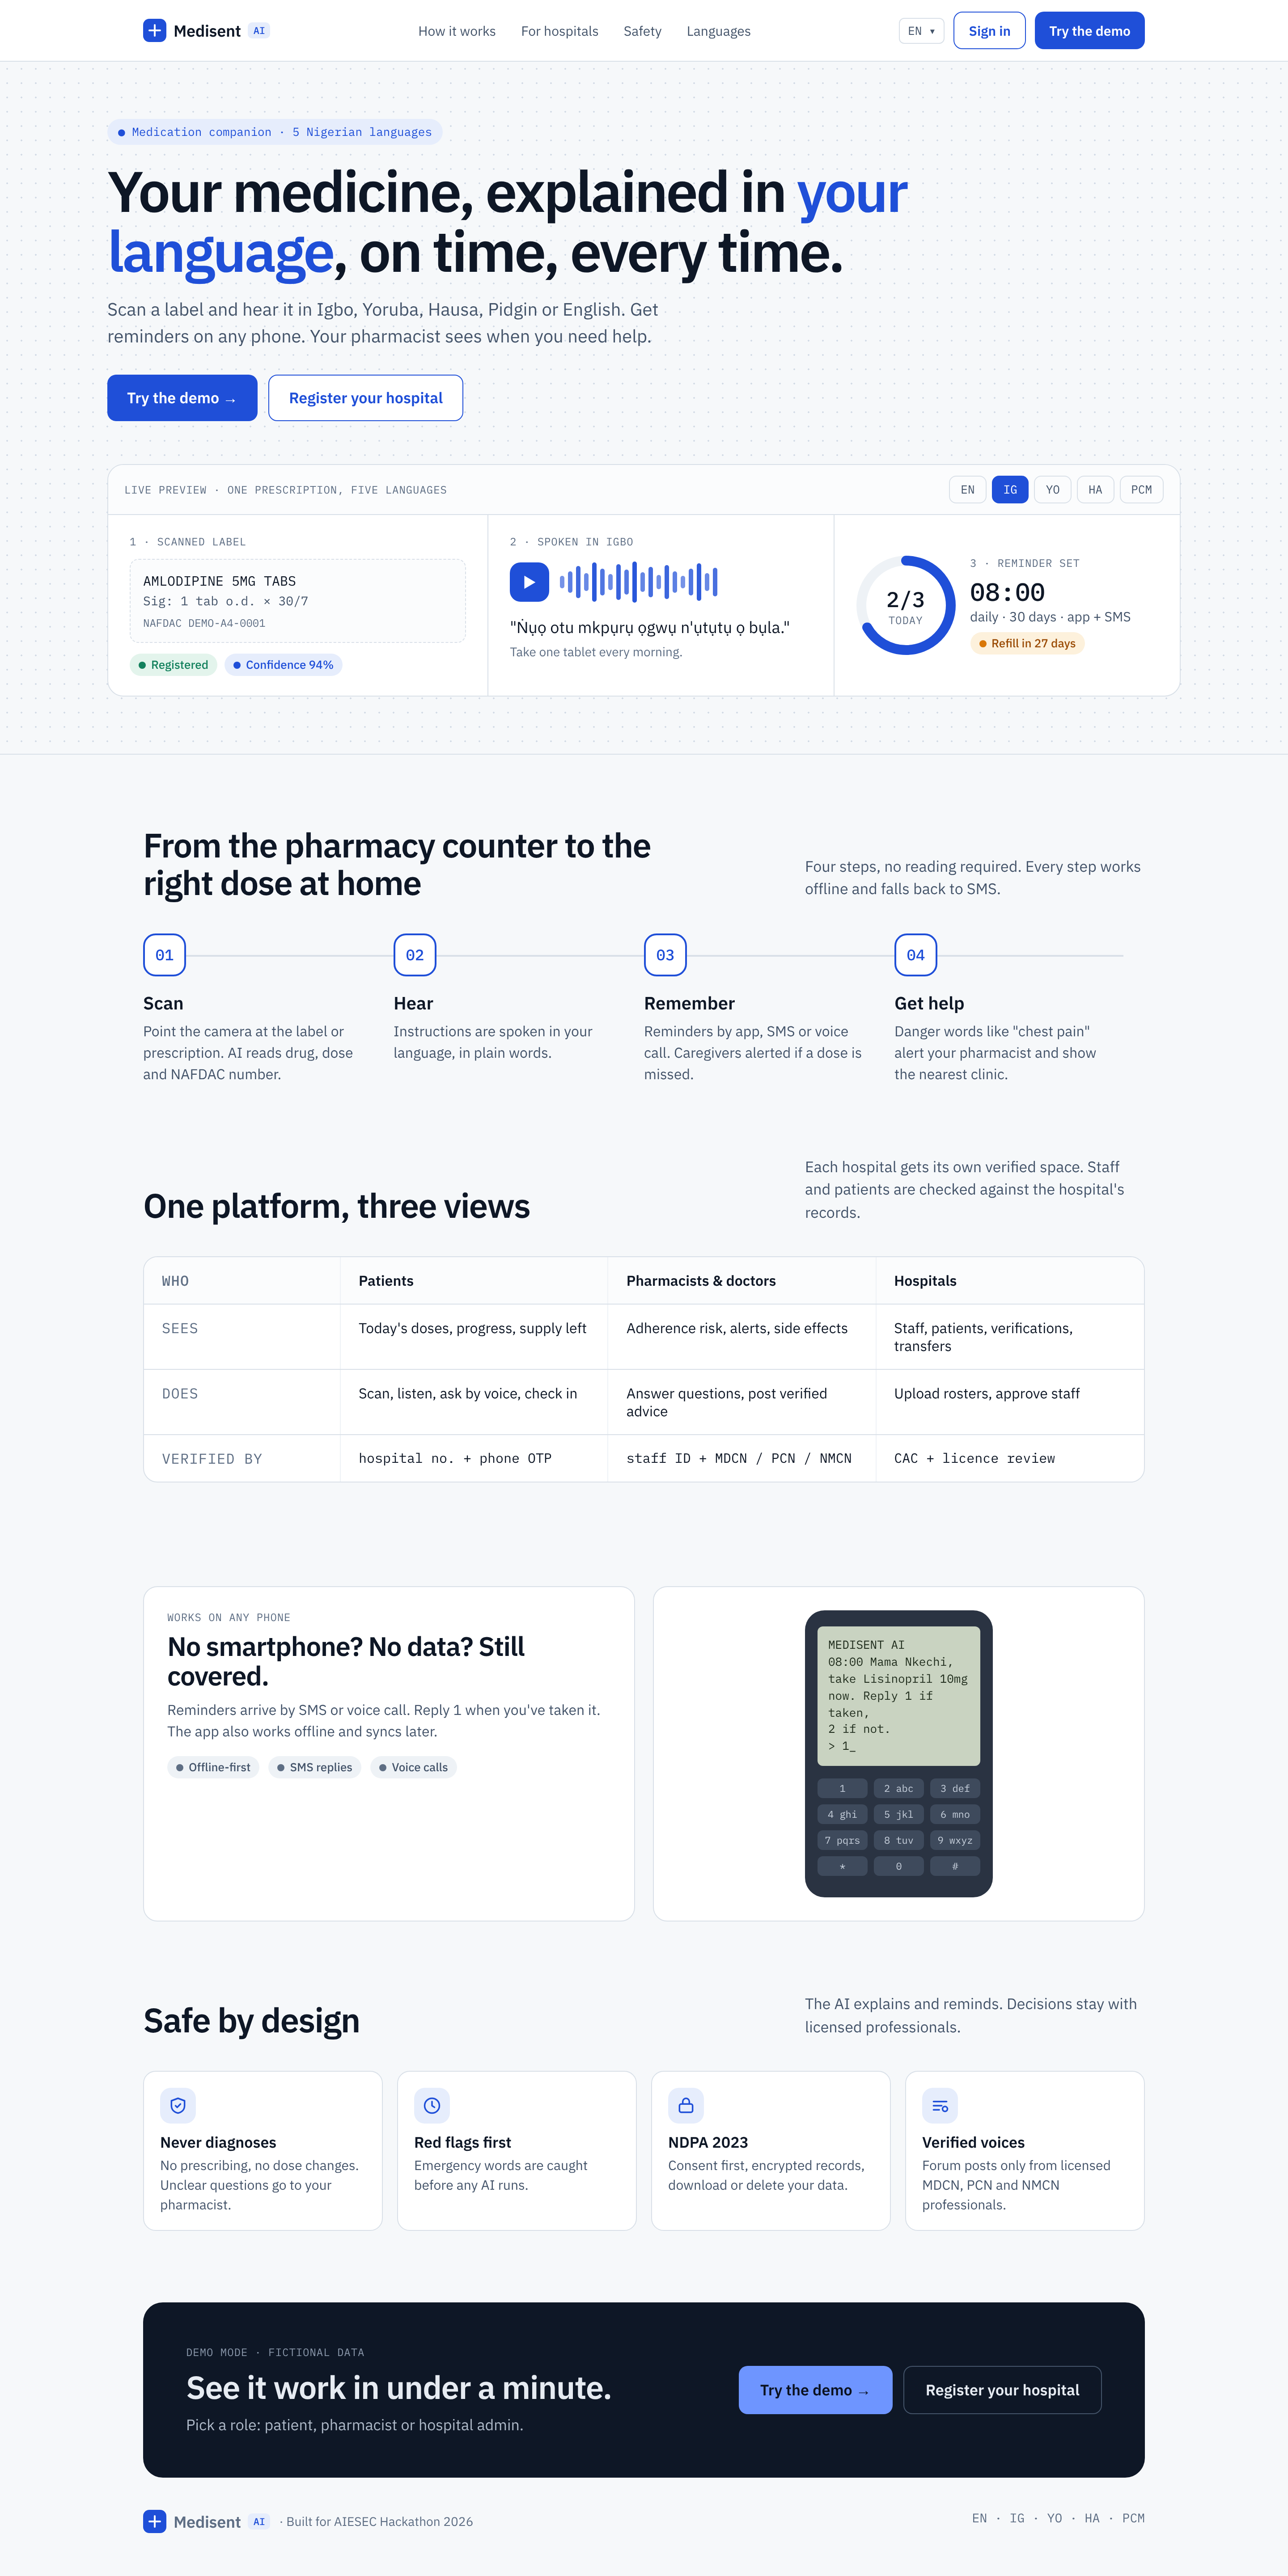 Medisent AI
How it works
For hospitals
Safety
Languages
EN ▾
Sign in
Try the demo
Medication companion · 5 Nigerian languages
Your medicine, explained in your
language, on time, every time.
Scan a label and hear it in Igbo, Yoruba, Hausa, Pidgin or English. Get
reminders on any phone. Your pharmacist sees when you need help.
Try the demo →
Register your hospital
LIVE PREVIEW · ONE PRESCRIPTION, FIVE LANGUAGES
EN
IG
YO
HA
PCM
1 · SCANNED LABEL
AMLODIPINE 5MG TABS
Sig: 1 tab o.d. × 30/7
NAFDAC DEMO-A4-0001
Registered
Confidence 94%
2 · SPOKEN IN IGBO
"Ṅụọ otu mkpụrụ ọgwụ n'ụtụtụ ọ bụla."
Take one tablet every morning.
2/3
TODAY
3 · REMINDER SET
08:00
daily · 30 days · app + SMS
Refill in 27 days
From the pharmacy counter to the
right dose at home
Four steps, no reading required. Every step works
offline and falls back to SMS.
01
Scan
Point the camera at the label or
prescription. AI reads drug, dose
and NAFDAC number.
02
Hear
Instructions are spoken in your
language, in plain words.
03
Remember
Reminders by app, SMS or voice
call. Caregivers alerted if a dose is
missed.
04
Get help
Danger words like "chest pain"
alert your pharmacist and show
the nearest clinic.
One platform, three views
Each hospital gets its own verified space. Staff
and patients are checked against the hospital's
records.
WHO
Patients
Pharmacists & doctors
Hospitals
SEES
Today's doses, progress, supply left
Adherence risk, alerts, side effects
Staff, patients, verifications,
transfers
DOES
Scan, listen, ask by voice, check in
Answer questions, post verified
advice
Upload rosters, approve staff
VERIFIED BY
hospital no. + phone OTP
staff ID + MDCN / PCN / NMCN
CAC + licence review
WORKS ON ANY PHONE
No smartphone? No data? Still
covered.
Reminders arrive by SMS or voice call. Reply 1 when you've taken it.
The app also works offline and syncs later.
Offline-first
SMS replies
Voice calls
MEDISENT AI
08:00 Mama Nkechi,
take Lisinopril 10mg
now. Reply 1 if
taken,
2 if not.
> 1_
1
2 abc
3 def
4 ghi
5 jkl
6 mno
7 pqrs
8 tuv
9 wxyz
*
0
#
Safe by design
The AI explains and reminds. Decisions stay with
licensed professionals.
Never diagnoses
No prescribing, no dose changes.
Unclear questions go to your
pharmacist.
Red flags first
Emergency words are caught
before any AI runs.
NDPA 2023
Consent first, encrypted records,
download or delete your data.
Verified voices
Forum posts only from licensed
MDCN, PCN and NMCN
professionals.
DEMO MODE · FICTIONAL DATA
See it work in under a minute.
Pick a role: patient, pharmacist or hospital admin.
Try the demo →
Register your hospital
Medisent AI · Built for AIESEC Hackathon 2026
EN · IG · YO · HA · PCM